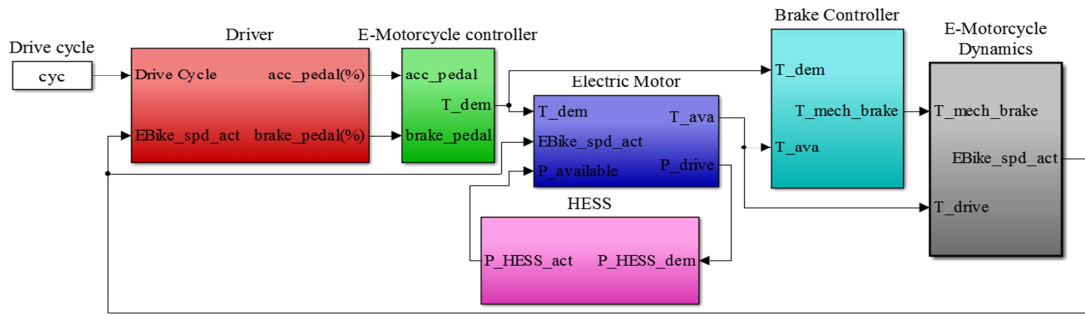 Drive cycle
cyc
Driver
Drive Cycle
acc_pedal(%)
EBike_spd_act
brake_pedal(%)
E-Motorcycle controller
acc_pedal
T_dem
brake_pedal
Electric Motor
T_dem
T_ava
EBike_spd_act
P_available
P_drive
HESS
P_HESS_act
P_HESS_dem
Brake Controller
T_dem
T_mech_brake
T_ava
E-Motorcycle
Dynamics
T_mech_brake
EBike_spd_act
T_drive